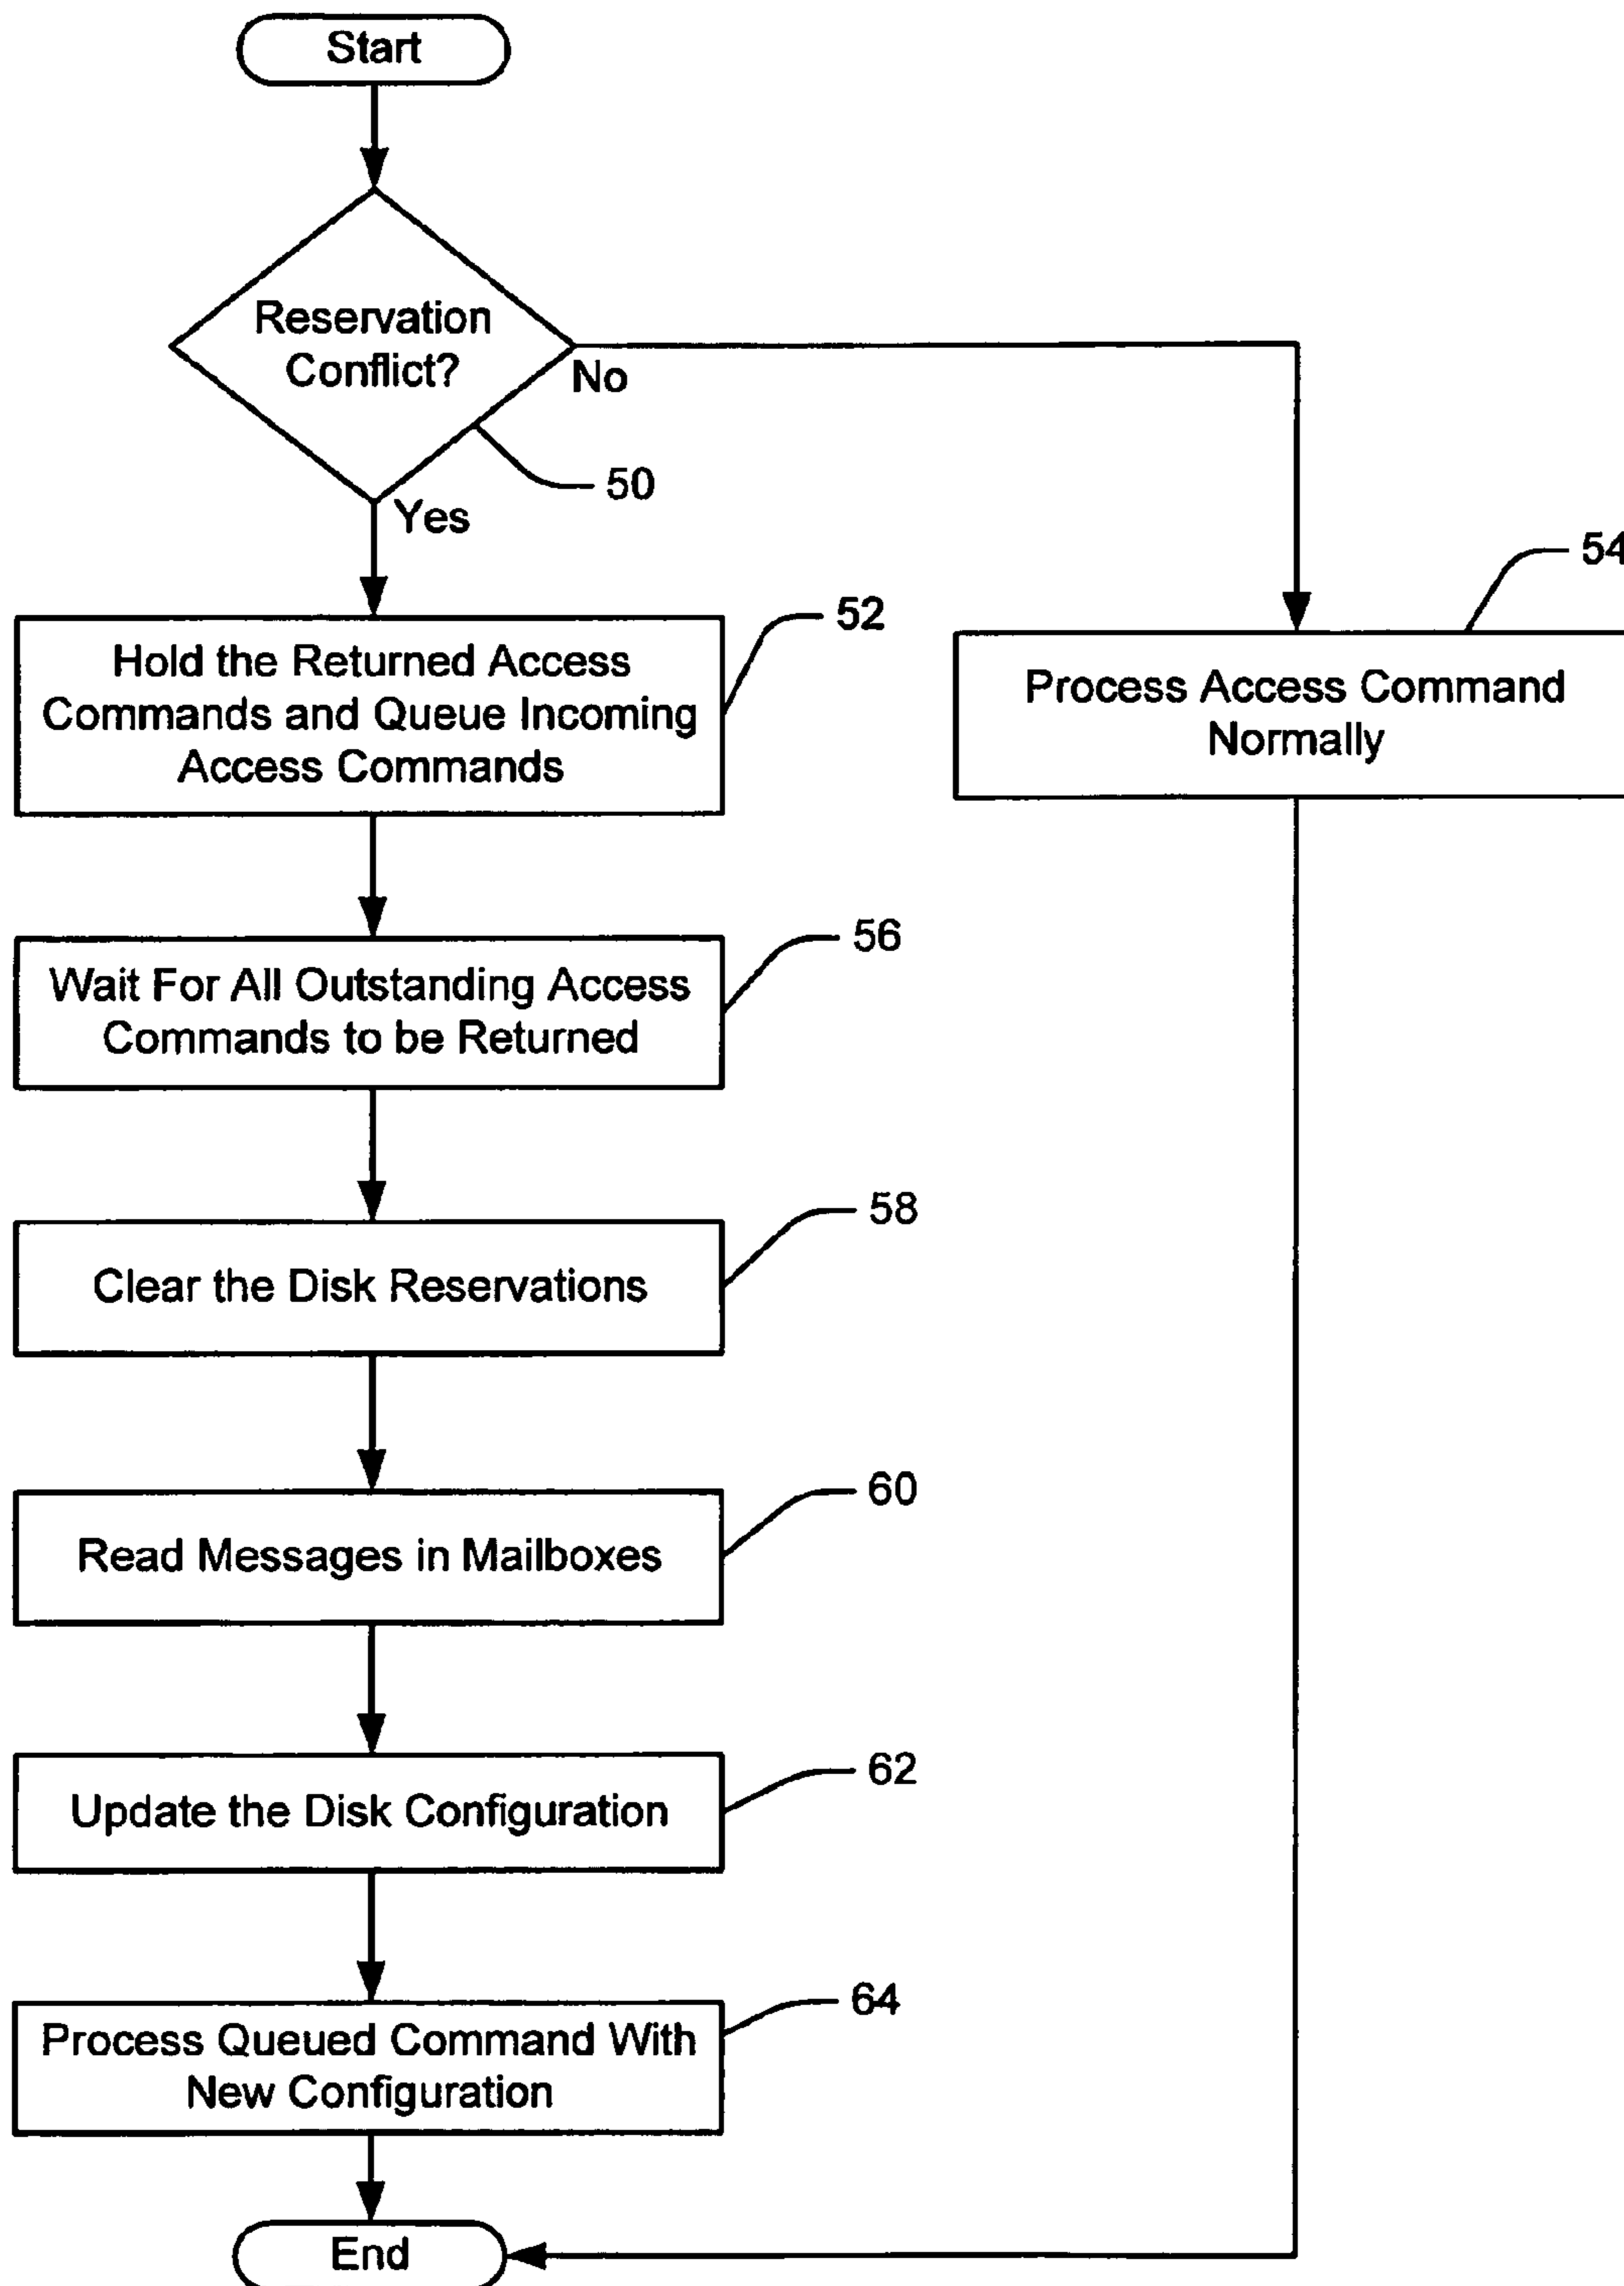 Start
Reservation
Conflict?
No
50
Yes
54
52
Hold the Returned Access
Commands and Queue Incoming
Access Commands
Process Access Command
Normally
56
Wait For All Outstanding Access
Commands to be Returned
58
Clear the Disk Reservations
60
Read Messages in Mailboxes
62
Update the Disk Configuration
64
Process Queued Command With
New Configuration
End